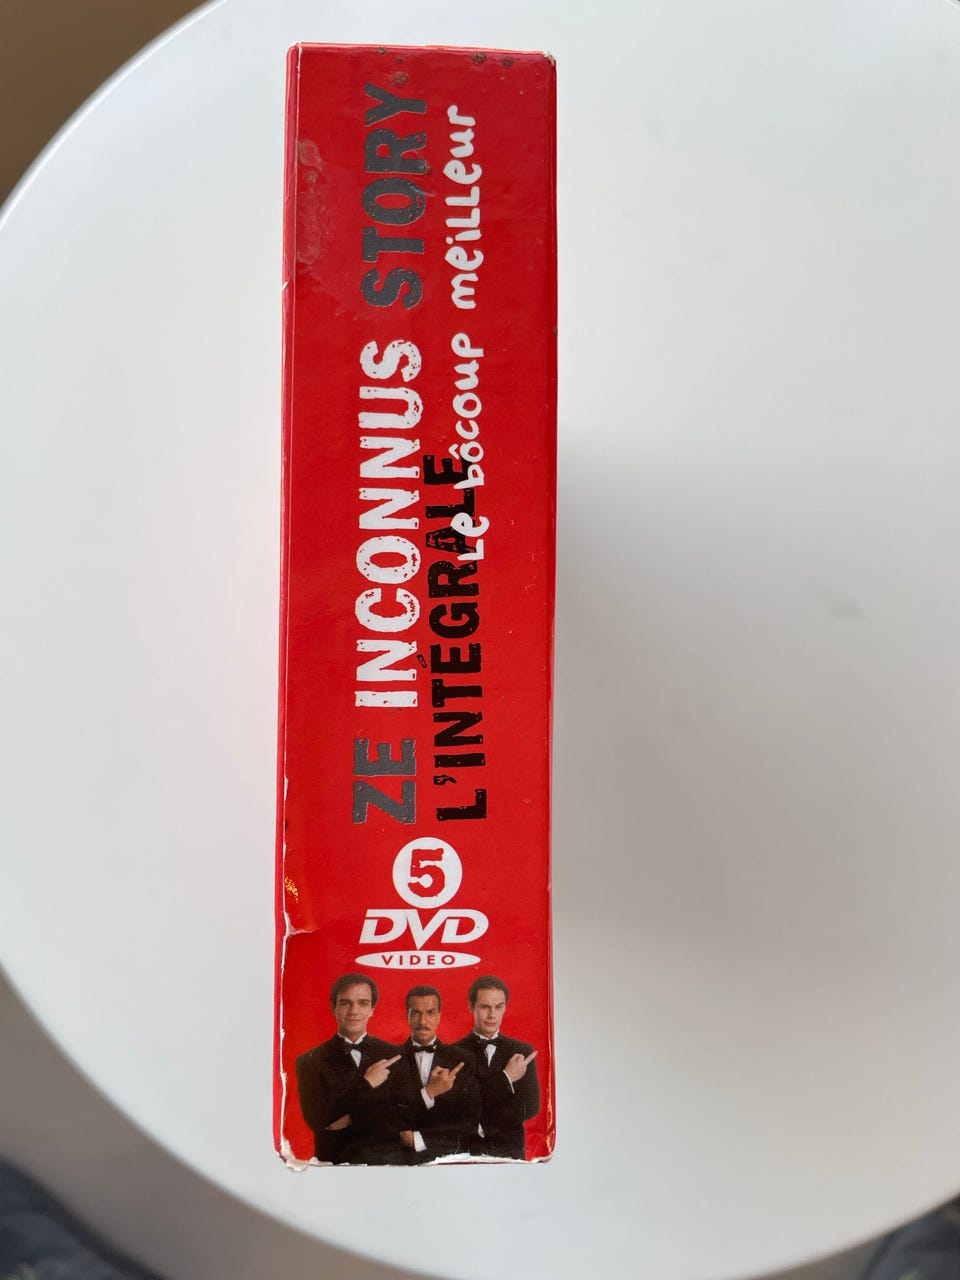 ZE INCONNUS STORY
L'INTÉGRALE
Le bôcoup meilleur
5
DVD
VIDEO